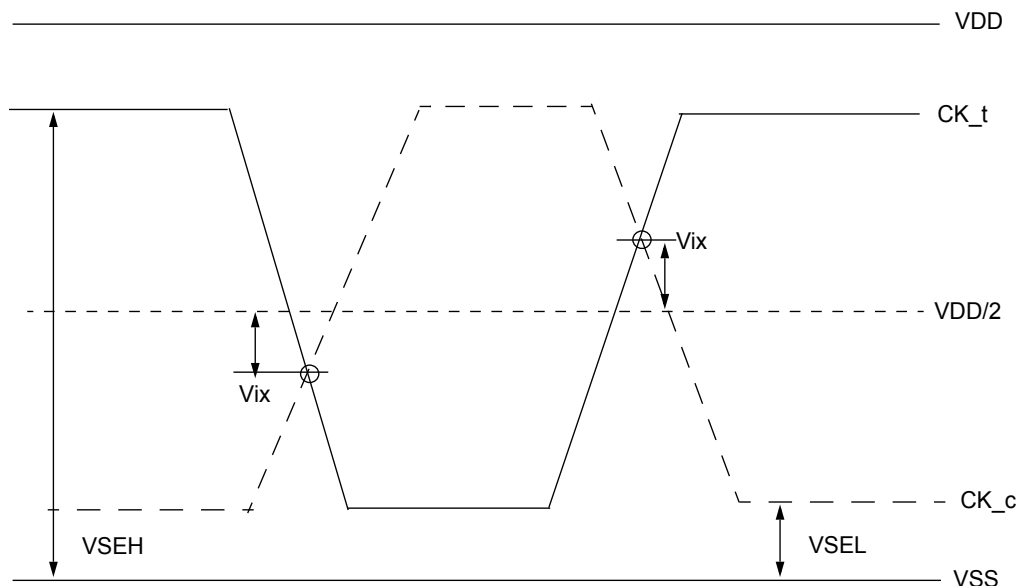 VDD
CK_t
Vix
VDD/2
Vix
CK_c
VSEH
VSEL
VSS